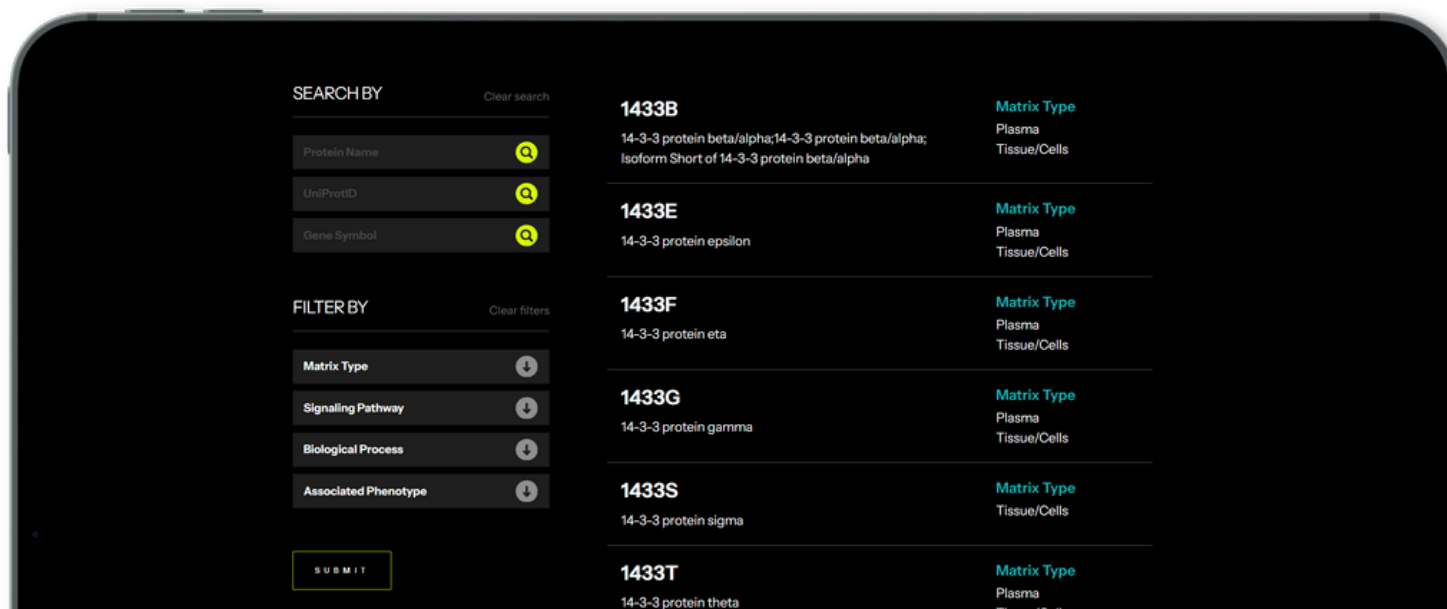 SEARCH BY
Clear search
Protein Name
UniProtID
Gene Symbol
FILTER BY
Clear filters
Matrix Type
Signaling Pathway
Biological Process
Associated Phenotype
SUBMIT
1433B
14-3-3 protein beta/alpha;14-3-3 protein beta/alpha;
Isoform Short of 14-3-3 protein beta/alpha
Matrix Type
Plasma
Tissue/Cells
1433E
14-3-3 protein epsilon
Matrix Type
Plasma
Tissue/Cells
1433F
14-3-3 protein eta
Matrix Type
Plasma
Tissue/Cells
1433G
14-3-3 protein gamma
Matrix Type
Plasma
Tissue/Cells
1433S
14-3-3 protein sigma
Matrix Type
Tissue/Cells
1433T
14-3-3 protein theta
Matrix Type
Plasma